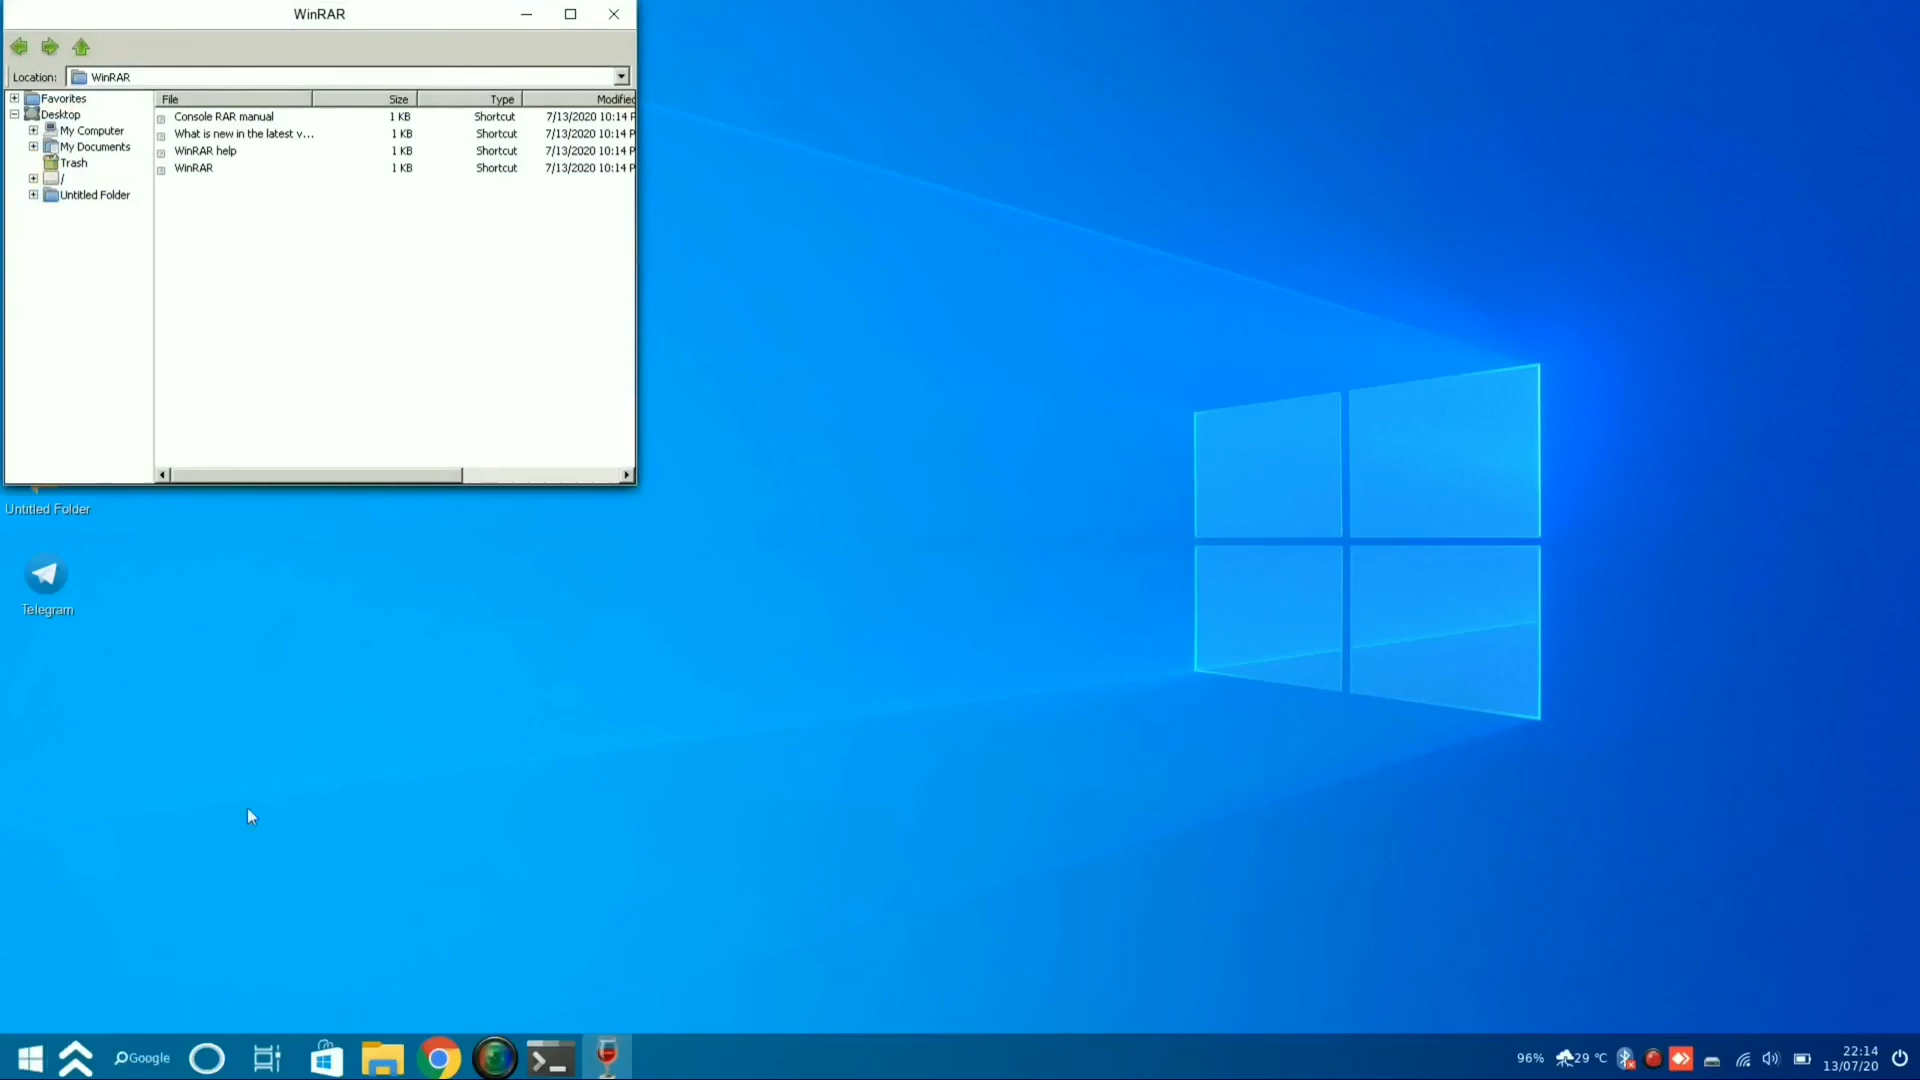 WinRAR
Location: WinRAR
Favorites
Desktop
My Computer
My Documents
Trash
/
Untitled Folder
File Size Type Modified
Console RAR manual 1 KB Shortcut 7/13/2020 10:14 P
What is new in the latest v... 1 KB Shortcut 7/13/2020 10:14 P
WinRAR help 1 KB Shortcut 7/13/2020 10:14 P
WinRAR 1 KB Shortcut 7/13/2020 10:14 P
Untitled Folder
Telegram
Google
96% 29 °C
22:14
13/07/20